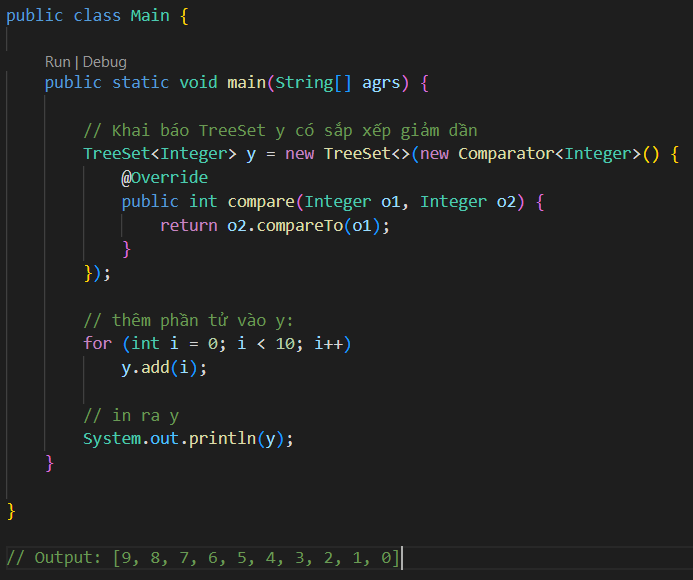 public class Main {
Run | Debug
public static void main(String[] agrs) {
// Khai báo TreeSet y có sắp xếp giảm dần
TreeSet<Integer> y = new TreeSet<>(new Comparator<Integer>() {
@Override
public int compare(Integer o1, Integer o2) {
return o2.compareTo(o1);
}
});
// thêm phần tử vào y:
for (int i = 0; i < 10; i++)
y.add(i);
// in ra y
System.out.println(y);
}
}
// Output: [9, 8, 7, 6, 5, 4, 3, 2, 1, 0]